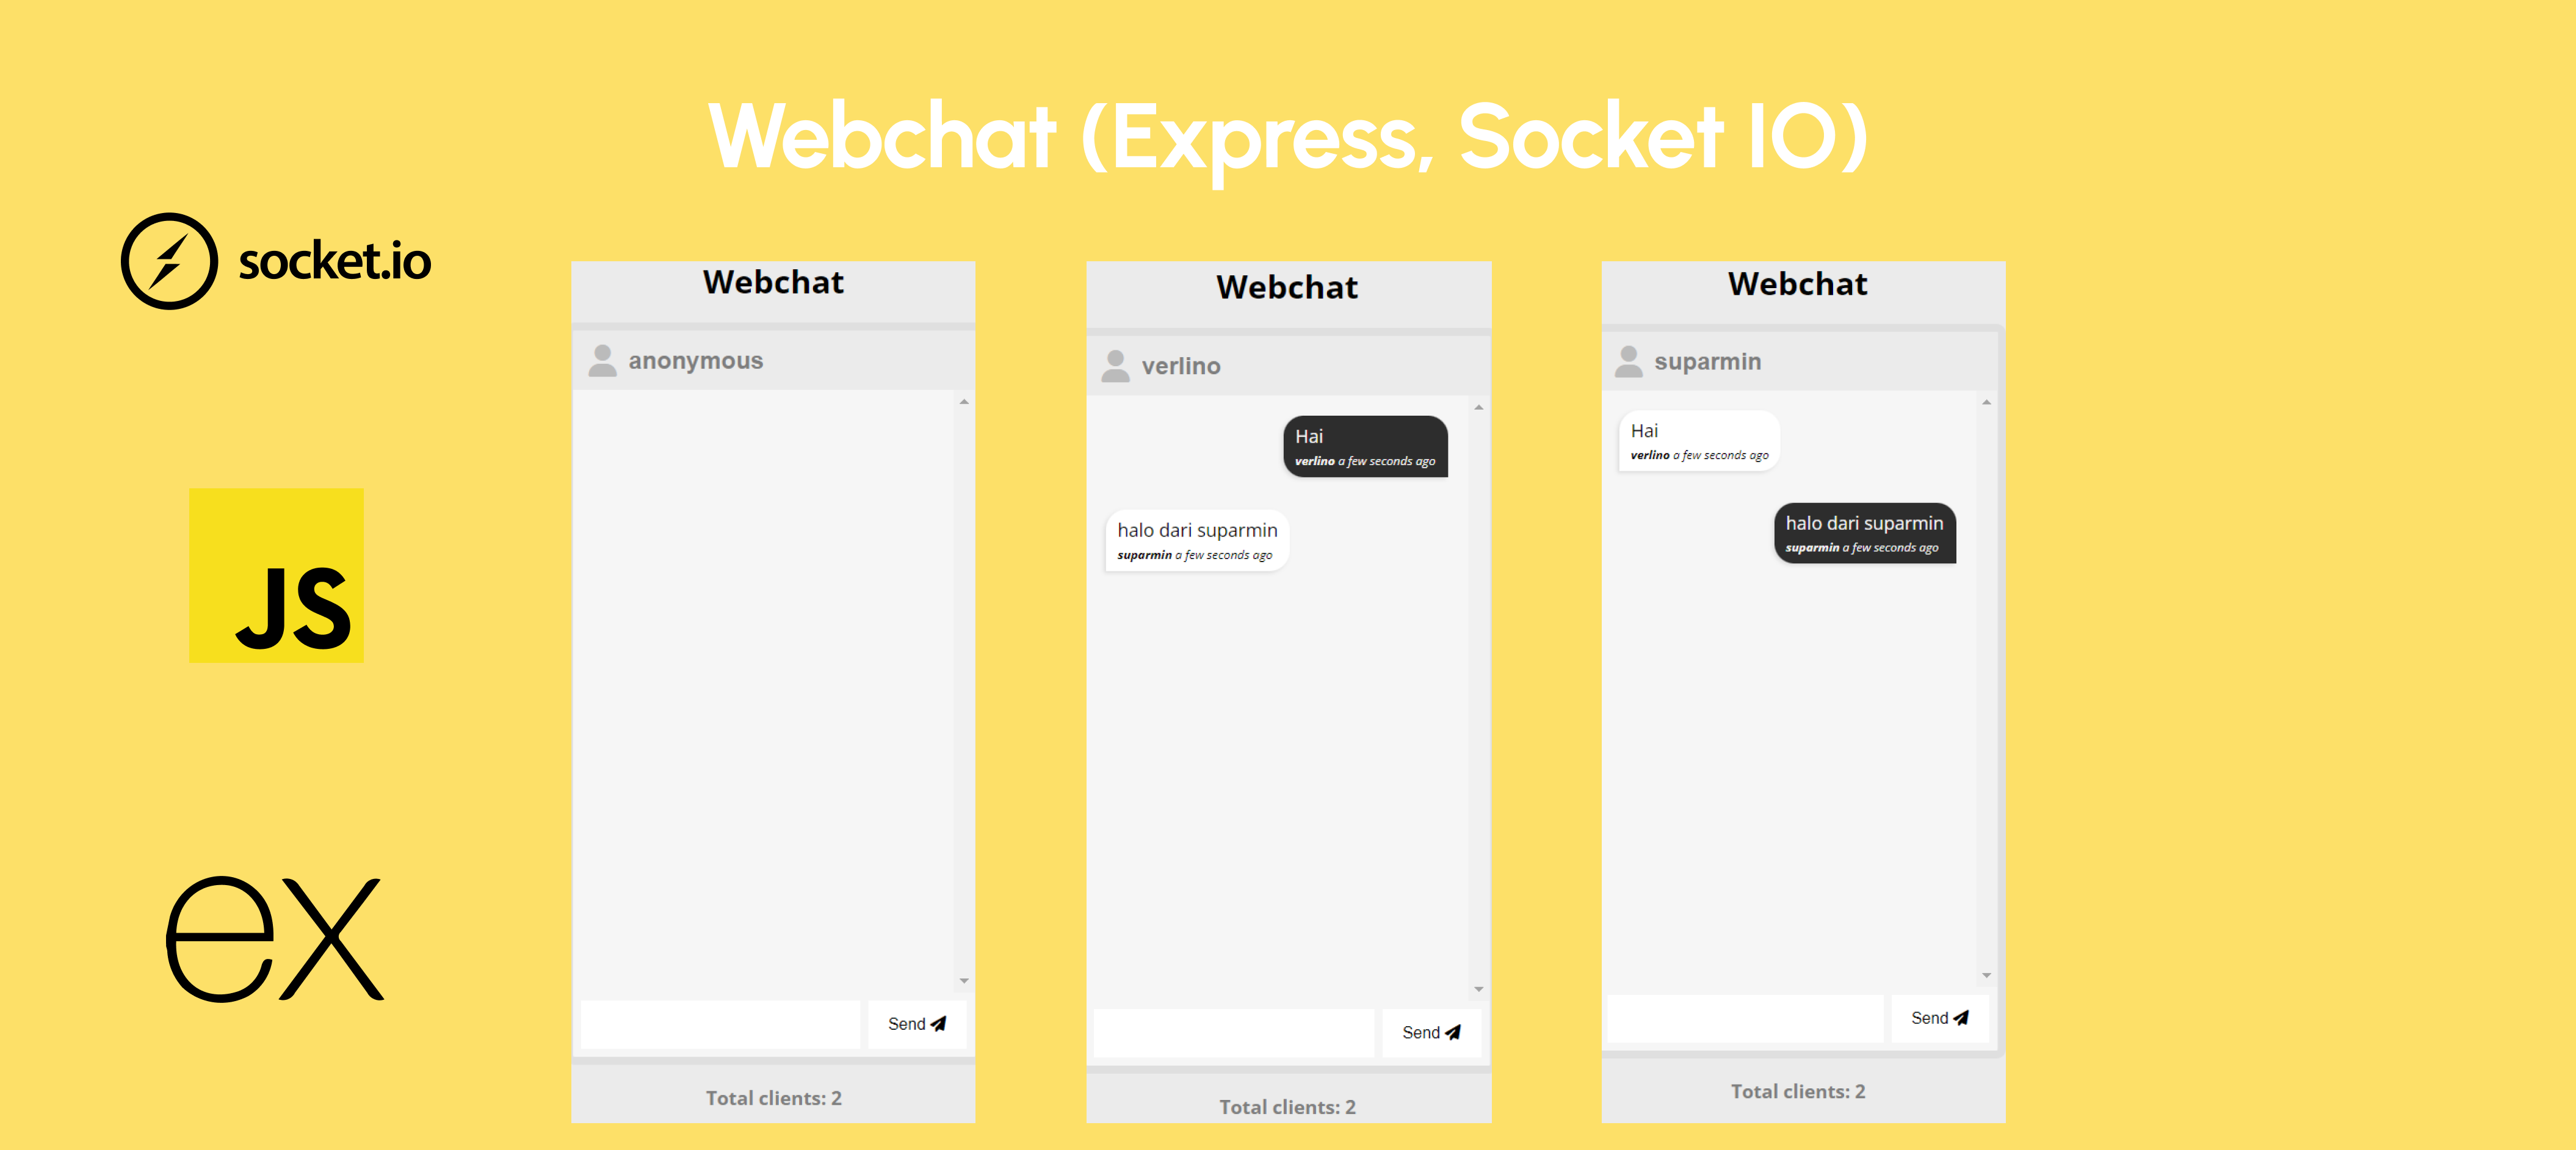 Webchat (Express, Socket IO)
socket.io
JS
ex
Webchat
anonymous
Send
Total clients: 2
Webchat
verlino
Hai
verlino a few seconds ago
halo dari suparmin
suparmin a few seconds ago
Send
Total clients: 2
Webchat
suparmin
Hai
verlino a few seconds ago
halo dari suparmin
suparmin a few seconds ago
Send
Total clients: 2